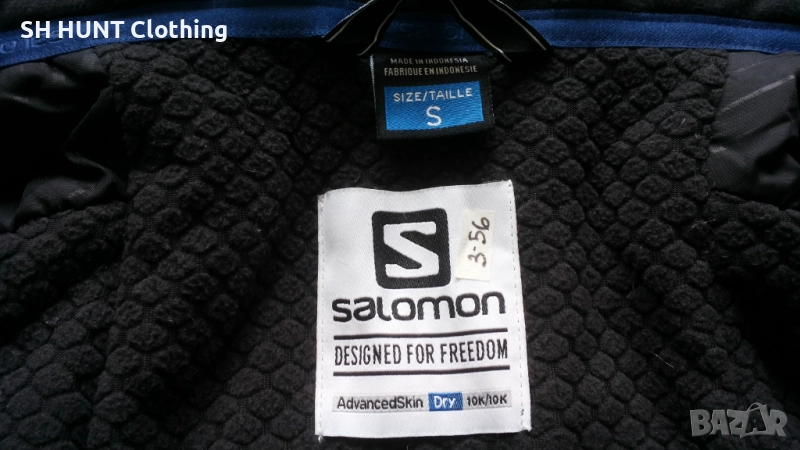 SH HUNT Clothing
MADE IN INDONESIA
FABRIQUE EN INDONESIE
SIZE/TAILLE
S
S
3-56
salomon
DESIGNED FOR FREEDOM
AdvancedSkin Dry 10K/10K
BAZAR